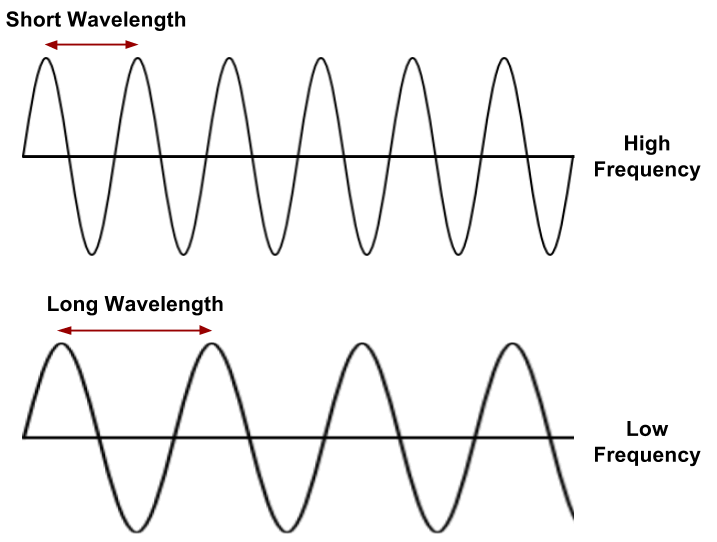 Short Wavelength
High
Frequency
Long Wavelength
Low
Frequency